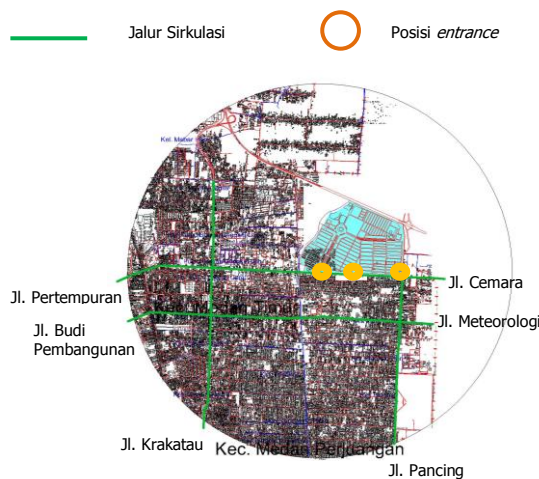 Jalur Sirkulasi
Posisi entrance
Jl. Cemara
Jl. Pertempuran
Jl. Meteorologi
Jl. Budi
Pembangunan
Jl. Krakatau
Kec. Medan Perjuangan
Jl. Pancing